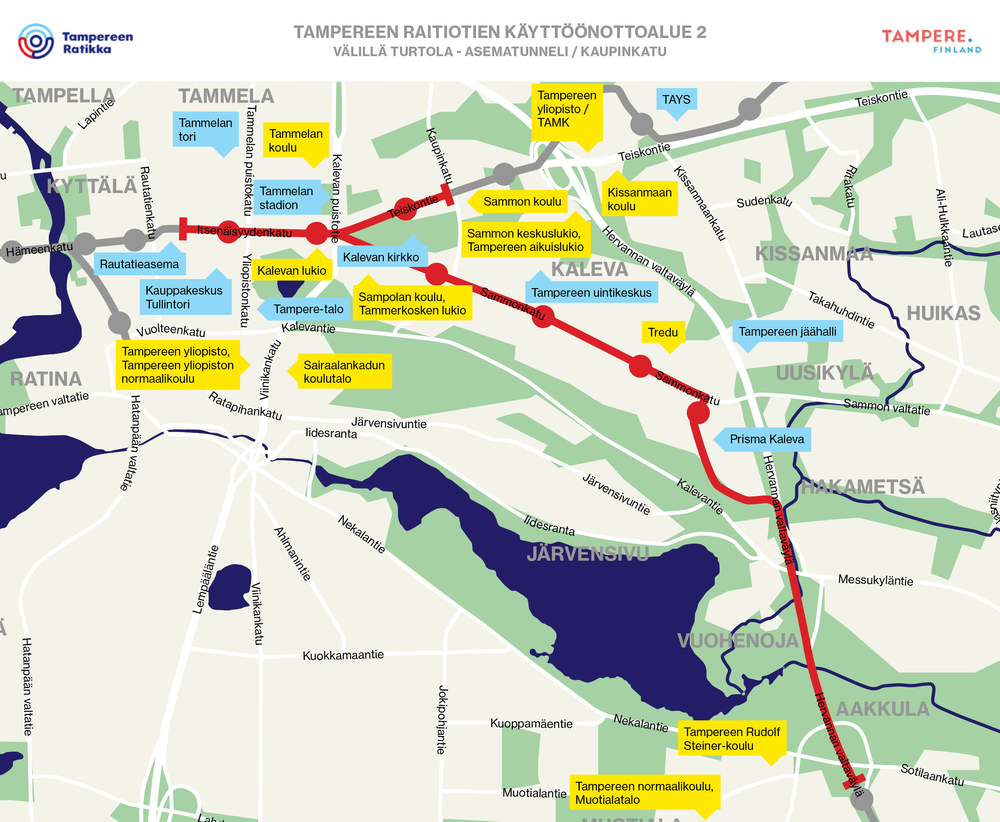 Tampereen
Ratikka
TAMPEREEN RAITIOTIEN KÄYTTÖÖNOTTOALUE 2
VÄLILLÄ TURTOLA - ASEMATUNNELI / KAUPINKATU
TAMPERE.
FINLAND
TAMPELLA
TAMMELA
Lapintie
Tammelan
tori
Tammelan puistokatu
Tammelan
koulu
Kalevan puistotie
Kaupinkatu
Tampereen
yliopisto /
TAMK
TAYS
Teiskontie
Teiskontie
KYTTÄLÄ
Rautatienkatu
Tammelan
stadion
Teiskontie
Sammon koulu
Kissanmaan
koulu
Kissanmaankatu
Sudenkatu
Ritakatu
Ali-Huikkaantie
Itsenäisyydenkatu
Hämeenkatu
Sammon keskuslukio,
Tampereen aikuislukio
Hervannan valtaväylä
KISSANMAA
Rautatieasema
Yliopistonkatu
Kalevan lukio
Kalevan kirkko
KALEVA
Kauppakeskus
Tullintori
Tampere-talo
Sampolan koulu,
Tammerkosken lukio
Sammonkatu
Tampereen uintikeskus
Takahuhdintie
HUIKAS
Vuolteenkatu
Kalevantie
Tredu
Tampereen jäähalli
Tampereen yliopisto,
Tampereen yliopiston
normaalikoulu
Viinikankatu
Sairaalankadun
koulutalo
RATINA
UUSIKYLÄ
Sammonkatu
Sammon valtatie
ampereen valtatie
Hatanpään valtatie
Ratapihankatu
Järvensivuntie
Iidesranta
Prisma Kaleva
Hervannan valtaväylä
HAKAMETSÄ
Järvensivuntie
Kalevantie
Nekalantie
Iidesranta
Ahlmanintie
JÄRVENSIVU
Lempääläntie
Viinikankatu
Messukyläntie
VUOHENOJA
Hatanpään valtatie
Kuokkamaantie
Jokipohjantie
Kuoppamäentie
Nekalantie
AAKKULA
Hervannan valtaväylä
Tampereen Rudolf
Steiner-koulu
Sotilaankatu
Muotialantie
Tampereen normaalikoulu,
Muotialatalo